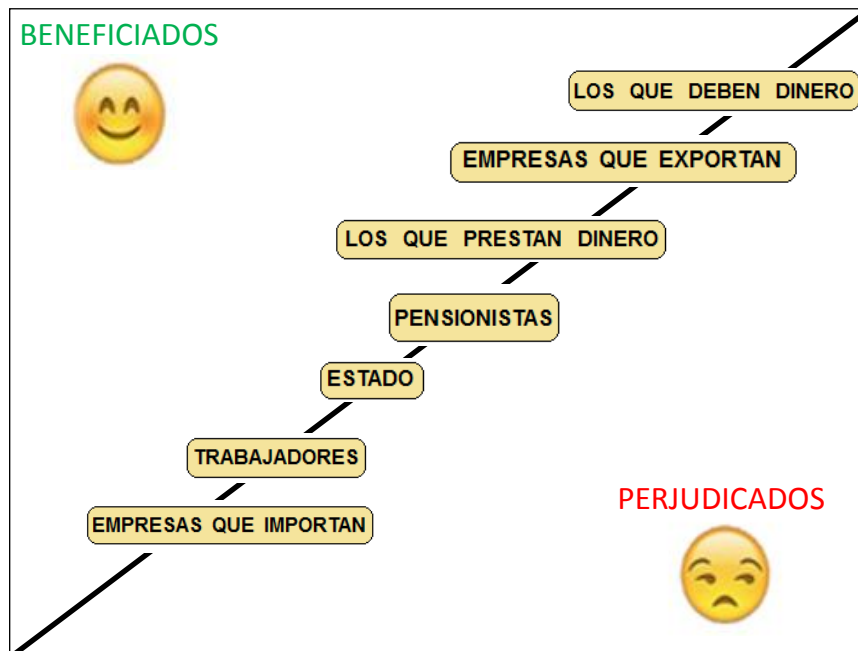 BENEFICIADOS
LOS QUE DEBEN DINERO
EMPRESAS QUE EXPORTAN
LOS QUE PRESTAN DINERO
PENSIONISTAS
ESTADO
TRABAJADORES
PERJUDICADOS
EMPRESAS QUE IMPORTAN